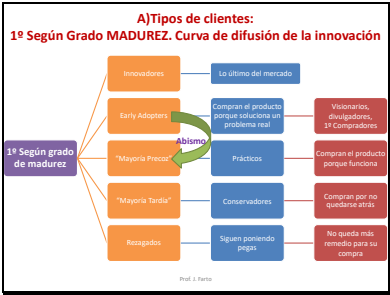 A)Tipos de clientes:
1º Según Grado MADUREZ. Curva de difusión de la innovación
Innovadores
Lo último del mercado
Early Adopters
Compran el producto
porque soluciona un
problema real
Visionarios,
divulgadores,
1º Compradores
Abismo
1º Según grado
de madurez
"Mayoría Precoz"
Prácticos
Compran el producto
porque funciona
"Mayoría Tardía"
Conservadores
Compran por no
quedarse atrás
Rezagados
Siguen poniendo
pegas
No queda más
remedio para su
compra
Prof. J. Farto